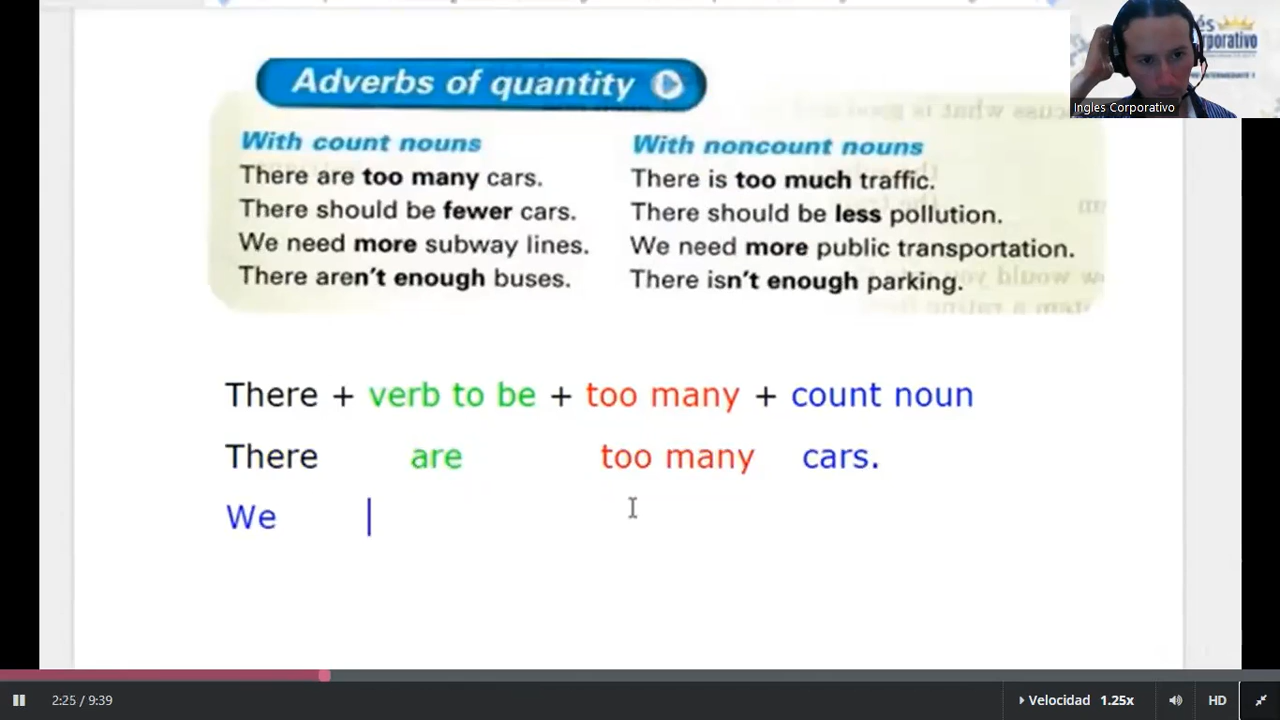 Adverbs of quantity
With count nouns
There are too many cars.
There should be fewer cars.
We need more subway lines.
There aren't enough buses.
With noncount nouns
There is too much traffic.
There should be less pollution.
We need more public transportation.
There isn't enough parking.
There + verb to be + too many + count noun
There are too many cars.
We
Ingles Corporativo
2:25 / 9:39
Velocidad 1.25x
HD